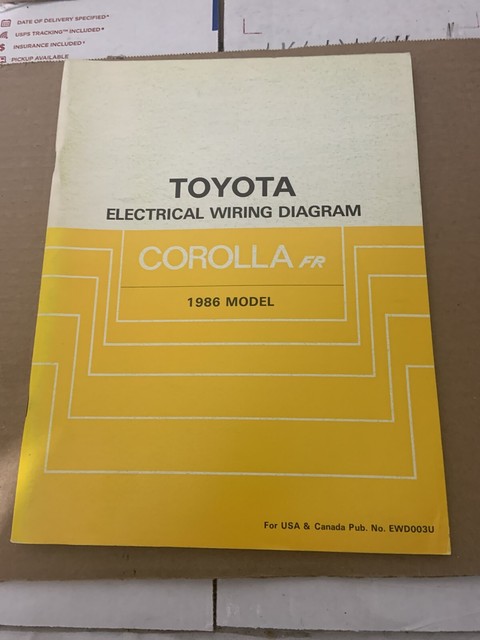 DATE OF DELIVERY SPECIFIED*
USPS TRACKING™ INCLUDED*
$ INSURANCE INCLUDED*
PICKUP AVAILABLE
TOYOTA
ELECTRICAL WIRING DIAGRAM
COROLLA FR
1986 MODEL
For USA & Canada Pub. No. EWD003U